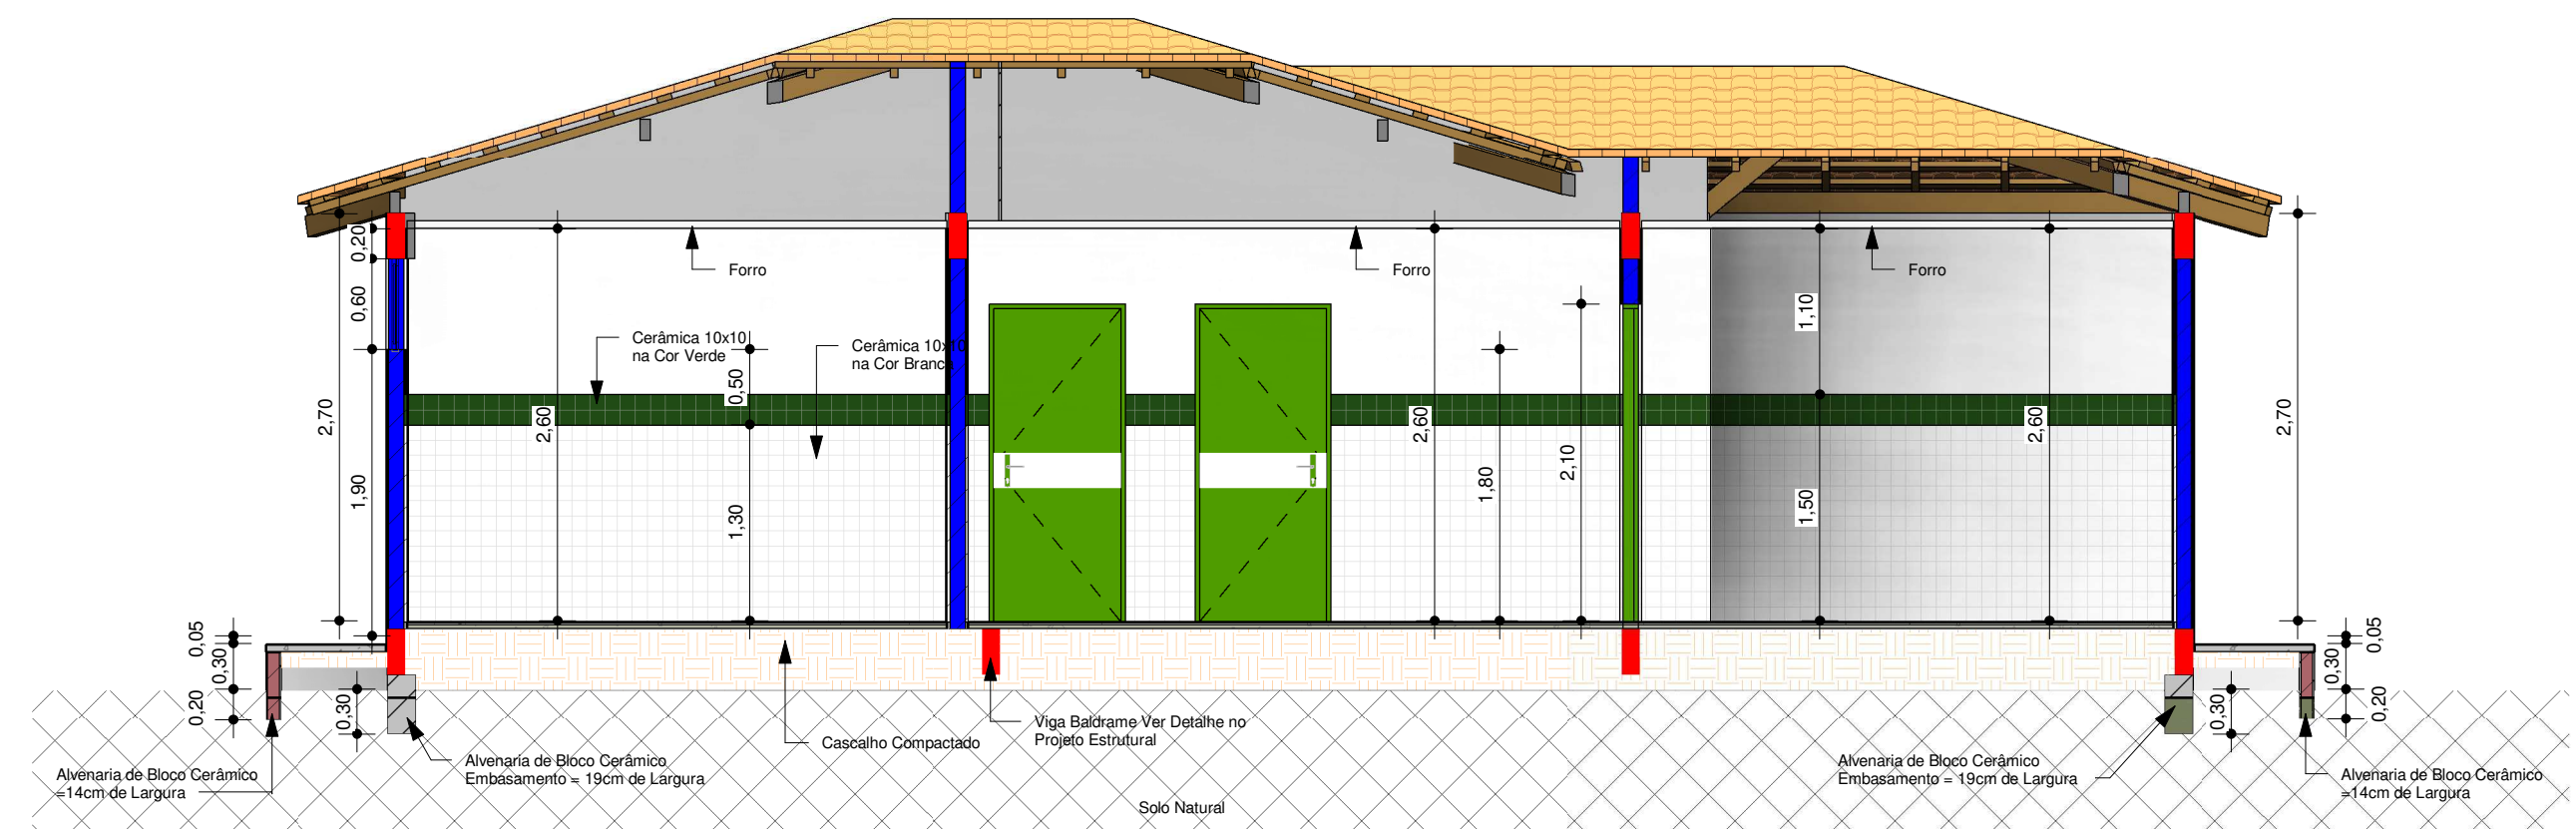 0,20
Forro
Forro
Forro
0,60
1,10
Cerâmica 10x10
na Cor Verde
Cerâmica 10x10
na Cor Branca
0,50
2,70
2,60
2,60
2,60
2,70
1,90
1,30
1,80
2,10
1,50
0,05
0,30
0,20
0,30
0,05
0,30
0,20
0,30
Viga Baldrame Ver Detalhe no
Projeto Estrutural
Cascalho Compactado
Alvenaria de Bloco Cerâmico
=14cm de Largura
Alvenaria de Bloco Cerâmico
Embasamento = 19cm de Largura
Alvenaria de Bloco Cerâmico
Embasamento = 19cm de Largura
Alvenaria de Bloco Cerâmico
=14cm de Largura
Solo Natural